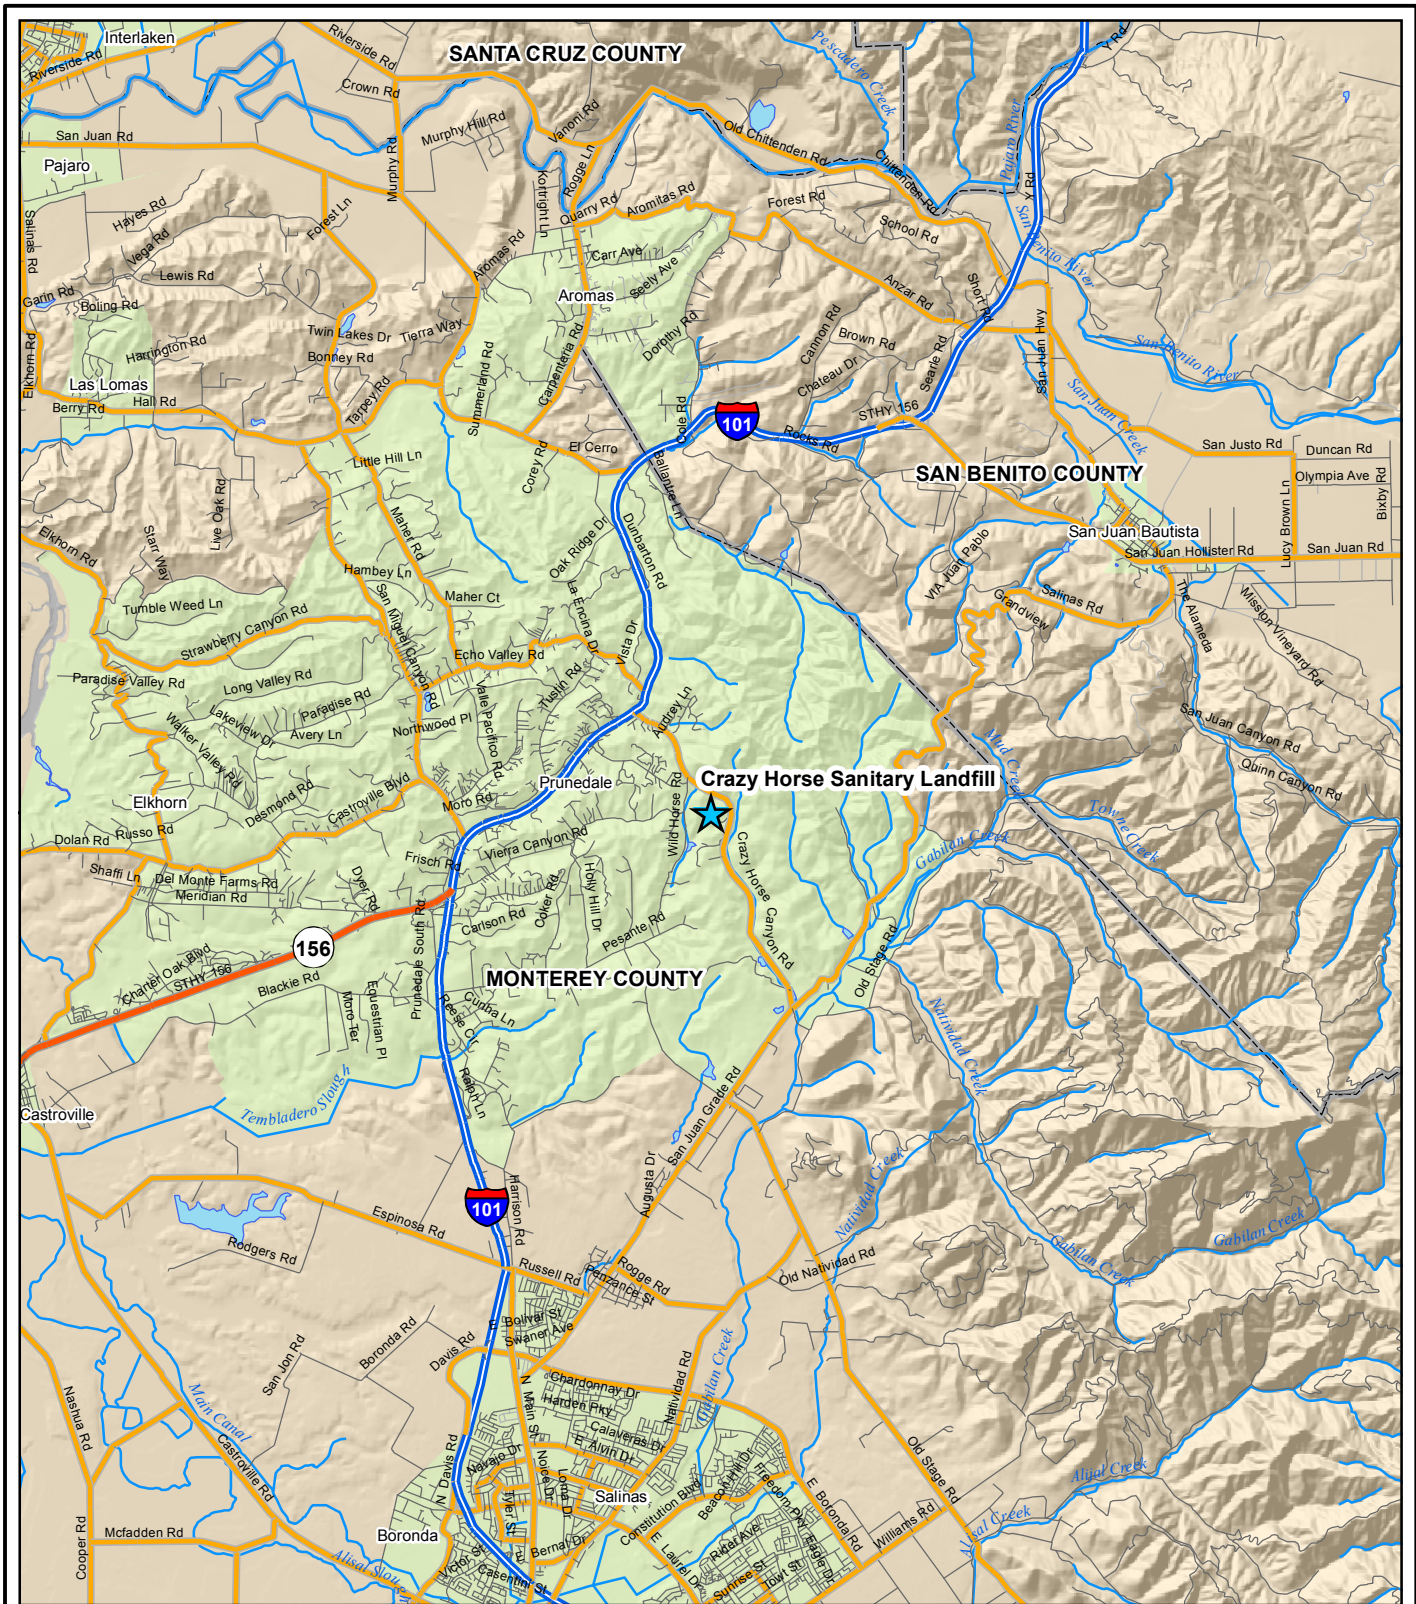 Interlaken
Riverside Rd
Riverside Rd
SANTA CRUZ COUNTY
Pescadero Creek
Y Rd
Crown Rd
Murphy Hill Rd
Vanoni Rd
Old Chittenden Rd
Pajaro River
San Juan Rd
Pajaro
Murphy Rd
Rogge Ln
Kortright Ln
Chittenden Rd
Y Rd
Hayes Rd
Forest Ln
Quarry Rd
Aromitas Rd
Forest Rd
School Rd
San Benito River
Salinas Rd
Vega Rd
Lewis Rd
Aromas Rd
Carr Ave
Seely Ave
Anzar Rd
Short Rd
Garin Rd
Boling Rd
Aromas
Twin Lakes Dr
Tierra Way
Dorothy Rd
Cannon Rd
Brown Rd
San Juan Hwy
San Benito River
Harrington Rd
Bonney Rd
Elkhorn Rd
Las Lomas
Summerland Rd
Carpenteria Rd
Chateau Dr
Searle Rd
San Juan Creek
Berry Rd
Hall Rd
Tarpey Rd
Cole Rd
101
STHY 156
Rocks Rd
El Cerro
San Justo Rd
Duncan Rd
Little Hill Ln
Corey Rd
Ballantre Ln
SAN BENITO COUNTY
Olympia Ave
Live Oak Rd
Lucy Brown Ln
Bixby Rd
Elkhorn Rd
Starr Way
Maher Rd
Oak Ridge Dr
Dunbarton Rd
San Juan Bautista
San Juan Hollister Rd
San Juan Rd
Hambey Ln
VIA Juan Pablo
Tumble Weed Ln
Maher Ct
La Encina Dr
Salinas Rd
Grandview
The Alameda
Mission Vineyard Rd
Strawberry Canyon Rd
San Miguel Canyon Rd
Echo Valley Rd
Vista Dr
Paradise Valley Rd
Long Valley Rd
Paradise Rd
Tustin Rd
Audrey Ln
Lakeview Dr
Avery Ln
Northwood Pl
Valle Pacifico Rd
San Juan Canyon Rd
Walker Valley Rd
Mud Creek
Quinn Canyon Rd
Prunedale
Crazy Horse Sanitary Landfill
Elkhorn
Desmond Rd
Castroville Blvd
Moro Rd
Wild Horse Rd
Towne Creek
Dolan Rd
Russo Rd
Vierra Canyon Rd
Gabilan Creek
Shaffi Ln
Del Monte Farms Rd
Frisch Rd
Crazy Horse Canyon Rd
Meridian Rd
Dyer Rd
Coker Rd
Holly Hill Dr
Prunedale South Rd
Carlson Rd
Pesante Rd
156
Charter Oak Blvd
STHY 156
Blackie Rd
MONTEREY COUNTY
Old Stage Rd
Moro Ter
Equestrian Pl
Reese Cir
Cunha Ln
Natividad Creek
Ralph Ln
Castroville
Tembladero Slough
San Juan Grade Rd
Augusta Dr
Natividad Creek
101
Harrison Rd
Espinosa Rd
Rodgers Rd
Gabilan Creek
Gabilan Creek
Russell Rd
Rogge Rd
Penzance St
Old Natividad Rd
E Bolivar St
Swaner Ave
San Jon Rd
Boronda Rd
Davis Rd
Natividad Rd
Gabilan Creek
Nashua Rd
Main Canal
N Main St
Chardonnay Dr
Harden Pky
Calaveras Dr
E Alvin Dr
Castroville Rd
N Davis Rd
Navajo Dr
Noice Dr
Loma Dr
Beacon Hill Dr
Freedom Pky
Old Stage Rd
Alisal Creek
Salinas
Constitution Blvd
E Boronda Rd
Tyler St
Cooper Rd
Mcfadden Rd
Boronda
Eagle Dr
Williams Rd
Alisal Creek
E Bernal Dr
E Laurel Dr
Rider Ave
Alisal Slough
Victor St
Casentini St
Sunrise St
Towt St